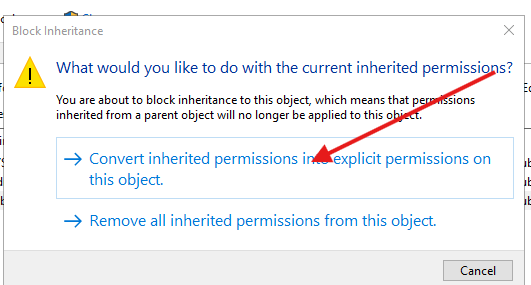 Block Inheritance
What would you like to do with the current inherited permissions?
You are about to block inheritance to this object, which means that permissions
inherited from a parent object will no longer be applied to this object.
Convert inherited permissions into explicit permissions on
this object.
Remove all inherited permissions from this object.
Cancel